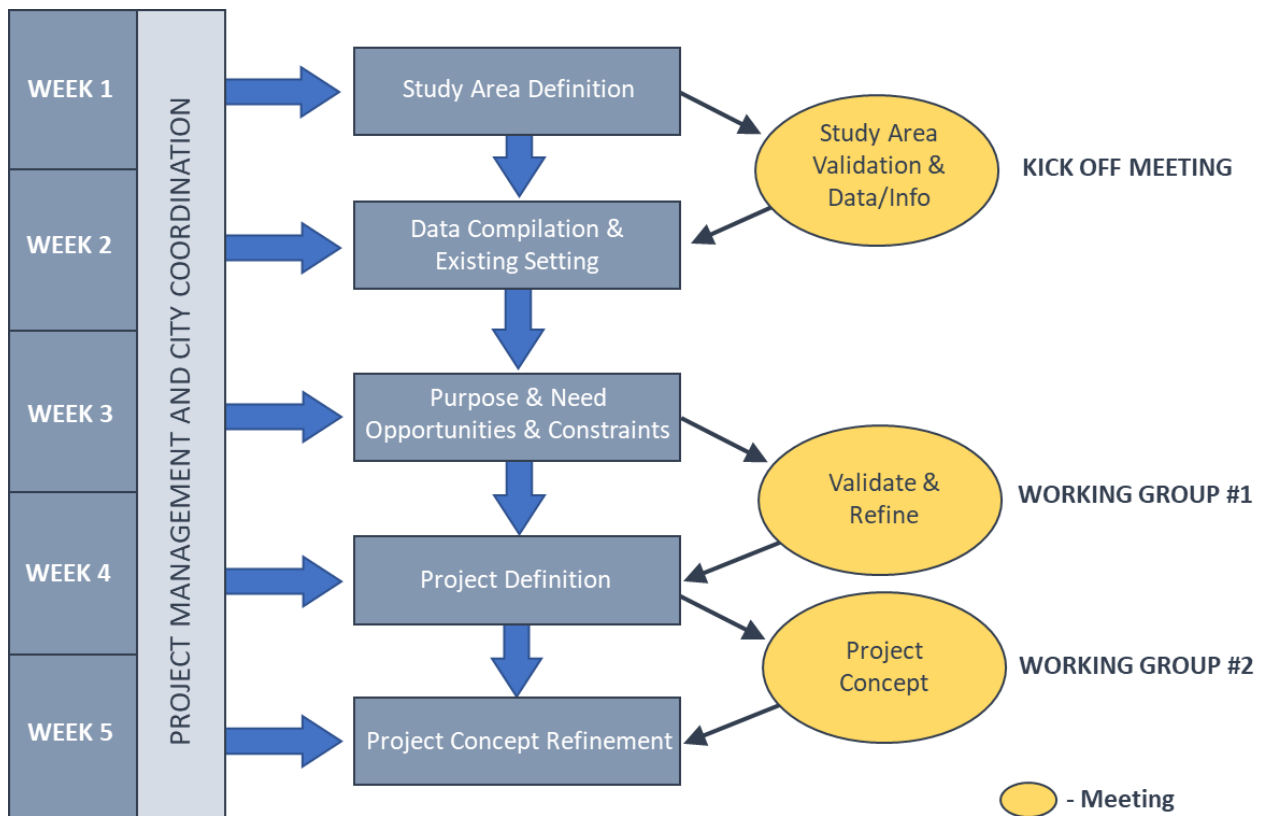 WEEK 1
WEEK 2
WEEK 3
WEEK 4
WEEK 5
PROJECT MANAGEMENT AND CITY COORDINATION
Study Area Definition
Study Area
Validation &
Data/Info
KICK OFF MEETING
Data Compilation &
Existing Setting
Purpose & Need
Opportunities & Constraints
Validate &
Refine
WORKING GROUP #1
Project Definition
Project
Concept
WORKING GROUP #2
Project Concept Refinement
- Meeting